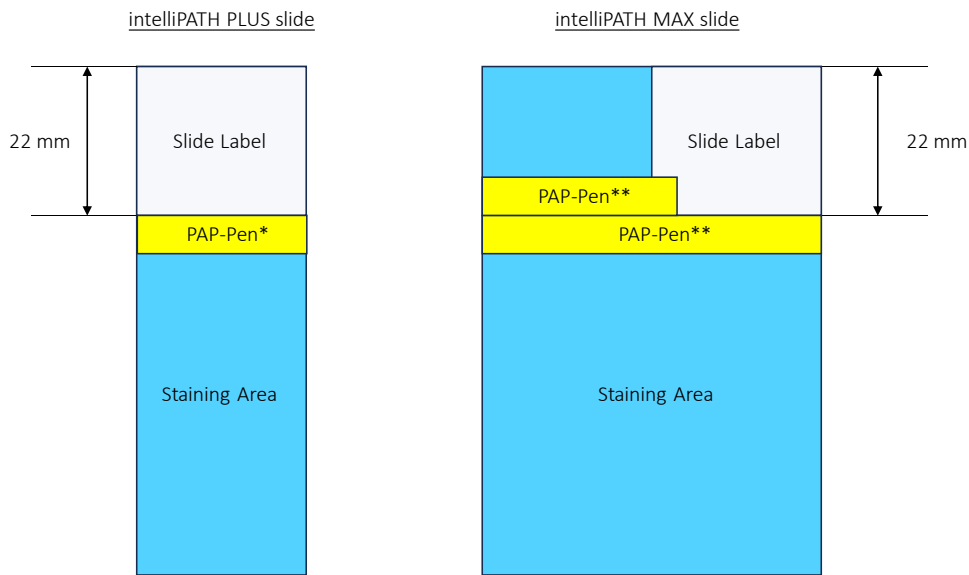 intelliPATH PLUS slide
intelliPATH MAX slide
22 mm
Slide Label
Slide Label
22 mm
PAP-Pen**
PAP-Pen*
PAP-Pen**
Staining Area
Staining Area